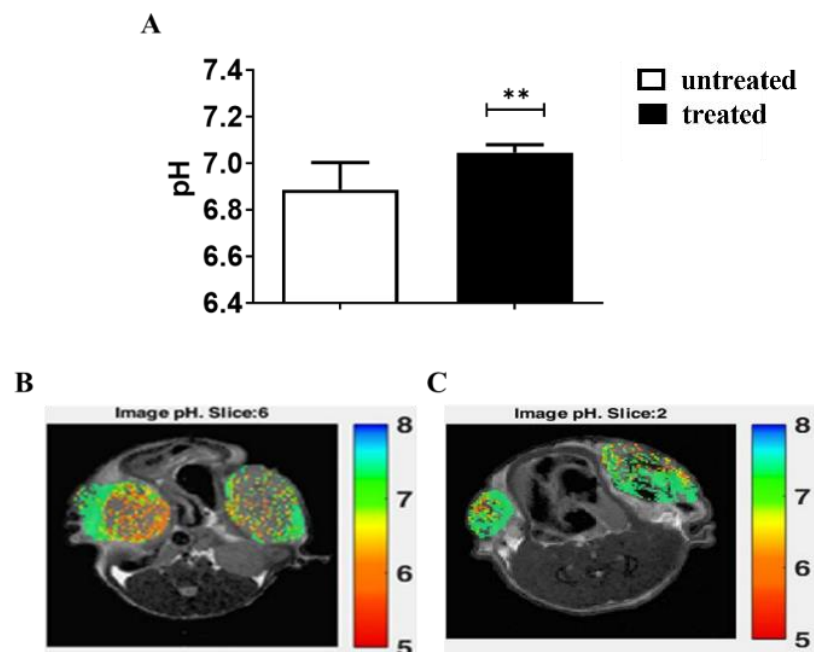 A
7.4
7.2
7.0
6.8
6.6
6.4
pH
**
untreated
treated
B
Image pH. Slice:6
8
7
6
5
C
Image pH. Slice:2
8
7
6
5